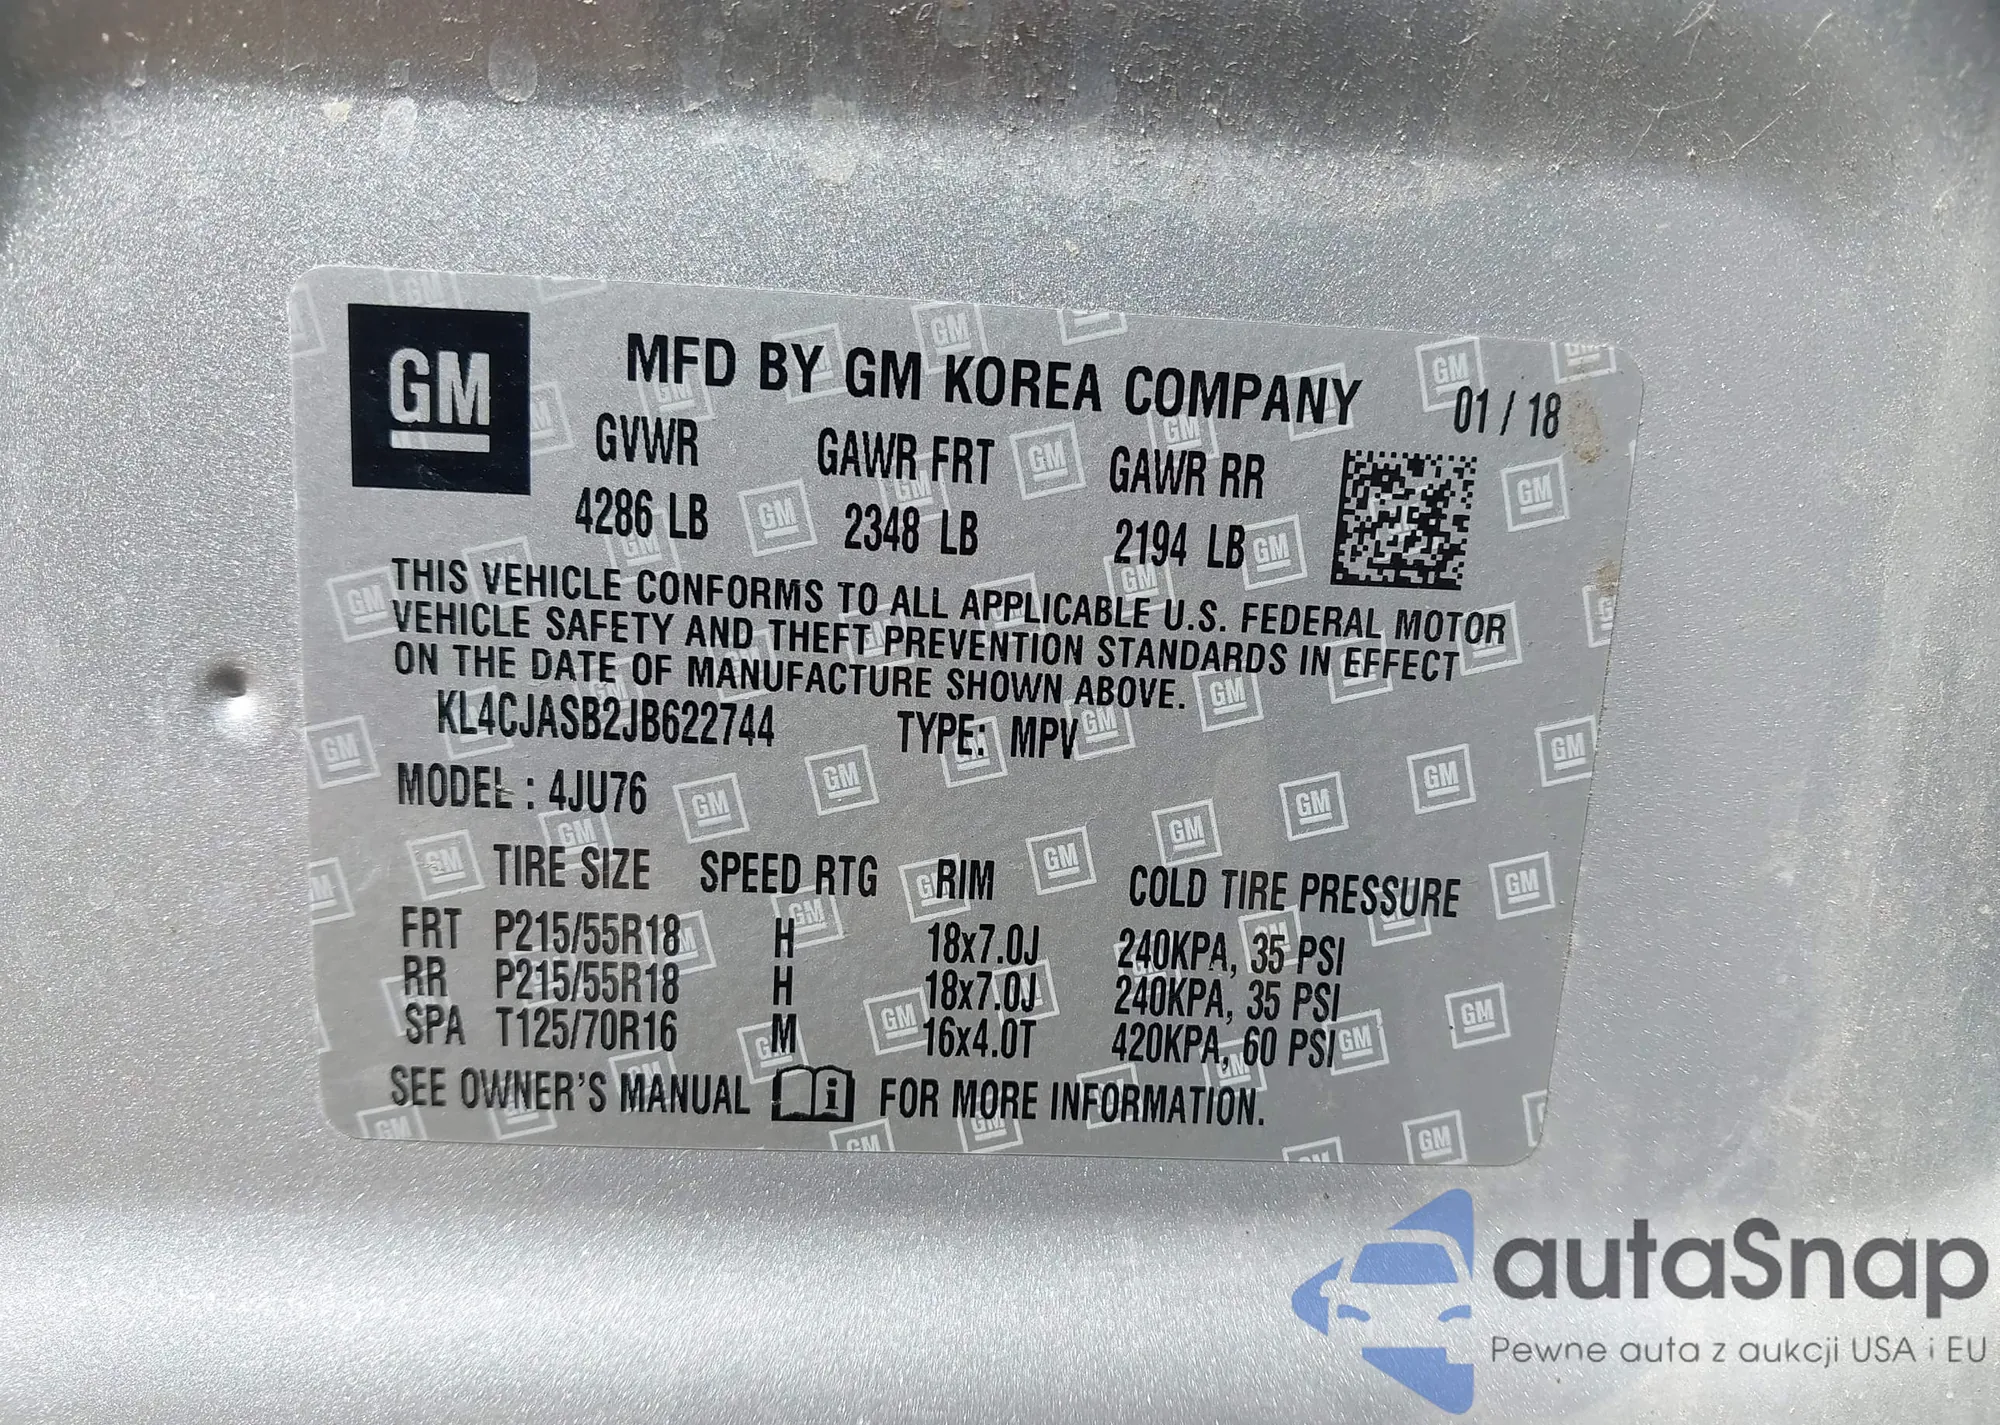 GM
MFD BY GM KOREA COMPANY 01 / 18
GVWR GAWR FRT GAWR RR
4286 LB 2348 LB 2194 LB
THIS VEHICLE CONFORMS TO ALL APPLICABLE U.S. FEDERAL MOTOR
VEHICLE SAFETY AND THEFT PREVENTION STANDARDS IN EFFECT
ON THE DATE OF MANUFACTURE SHOWN ABOVE.
KL4CJASB2JB622744 TYPE: MPV
MODEL : 4JU76
TIRE SIZE SPEED RTG RIM COLD TIRE PRESSURE
FRT P215/55R18 H 18x7.0J 240KPA, 35 PSI
RR P215/55R18 H 18x7.0J 240KPA, 35 PSI
SPA T125/70R16 M 16x4.0T 420KPA, 60 PSI
SEE OWNER'S MANUAL FOR MORE INFORMATION.
autaSnap
Pewne auta z aukcji USA i EU